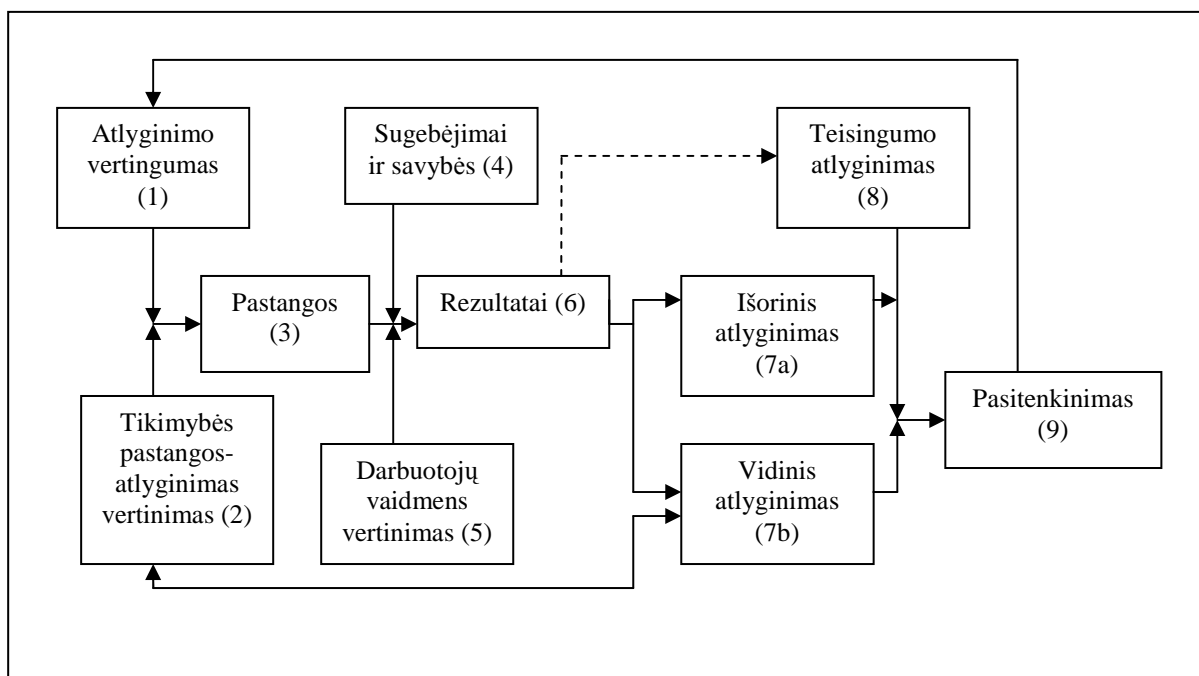 Atlyginimo
vertingumas
(1)
Sugebėjimai
ir savybės (4)
Teisingumo
atlyginimas
(8)
Pastangos
(3)
Rezultatai (6)
Išorinis
atlyginimas
(7a)
Tikimybės
pastangos-
atlyginimas
vertinimas (2)
Darbuotojų
vaidmens
vertinimas (5)
Vidinis
atlyginimas
(7b)
Pasitenkinimas
(9)